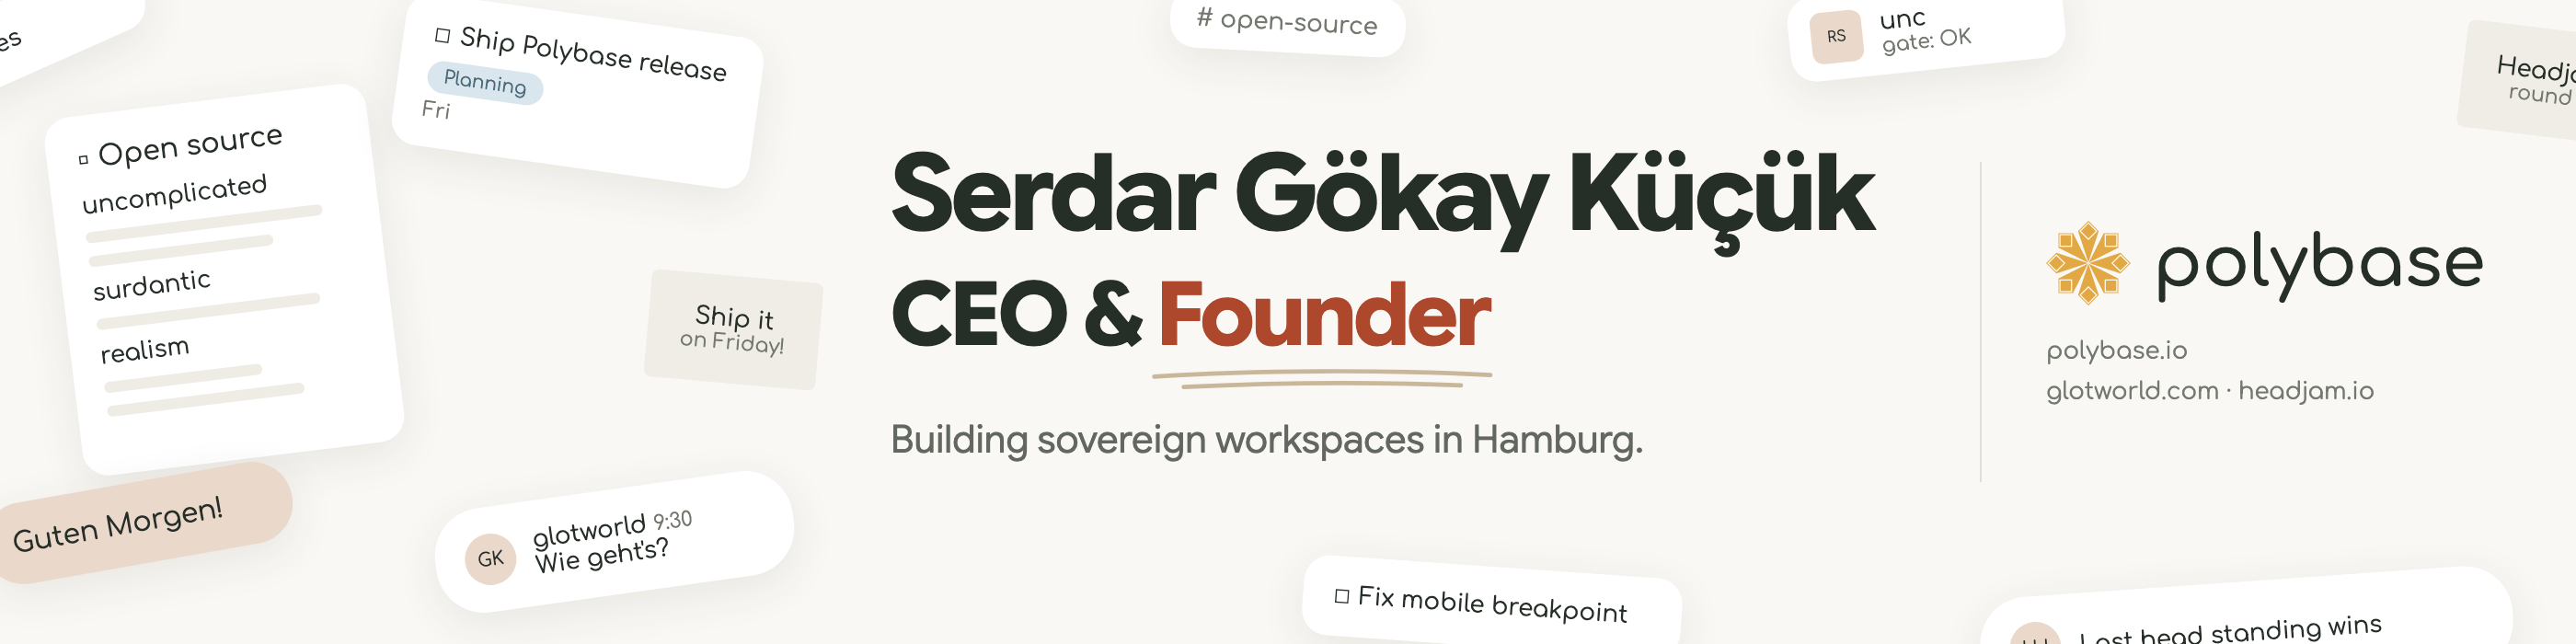 es
Ship Polybase release
Planning
Fri
# open-source
RS
unc
gate: OK
round
Open source
uncomplicated
surdantic
realism
Serdar Gökay Küçük
CEO & Founder
Building sovereign workspaces in Hamburg.
polybase
polybase.io
glotworld.com · headjam.io
Ship it
on Friday!
Guten Morgen!
GK
glotworld 9:30
Wie geht's?
Fix mobile breakpoint
Last head standing wins